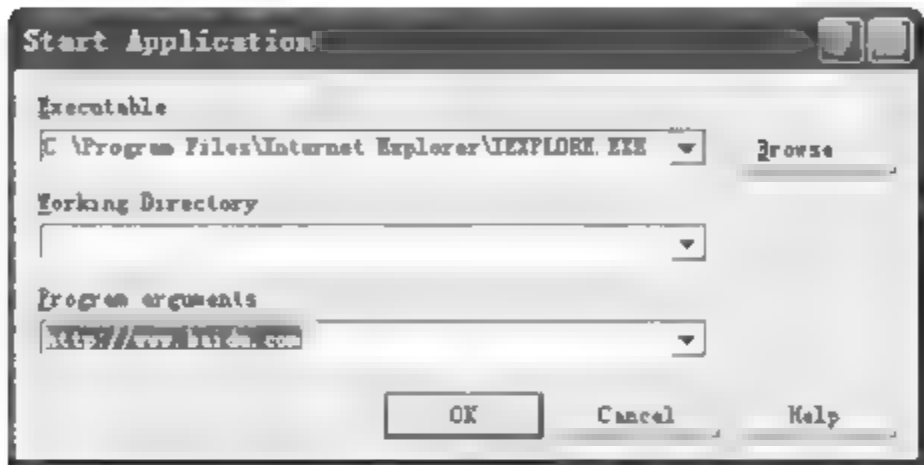 Start Application
Executable
C \Program Files\Internet Explorer\IEXPLORE.EXE
Browse
Working Directory
Program arguments
http://www.baidu.com
OK
Cancel
Help